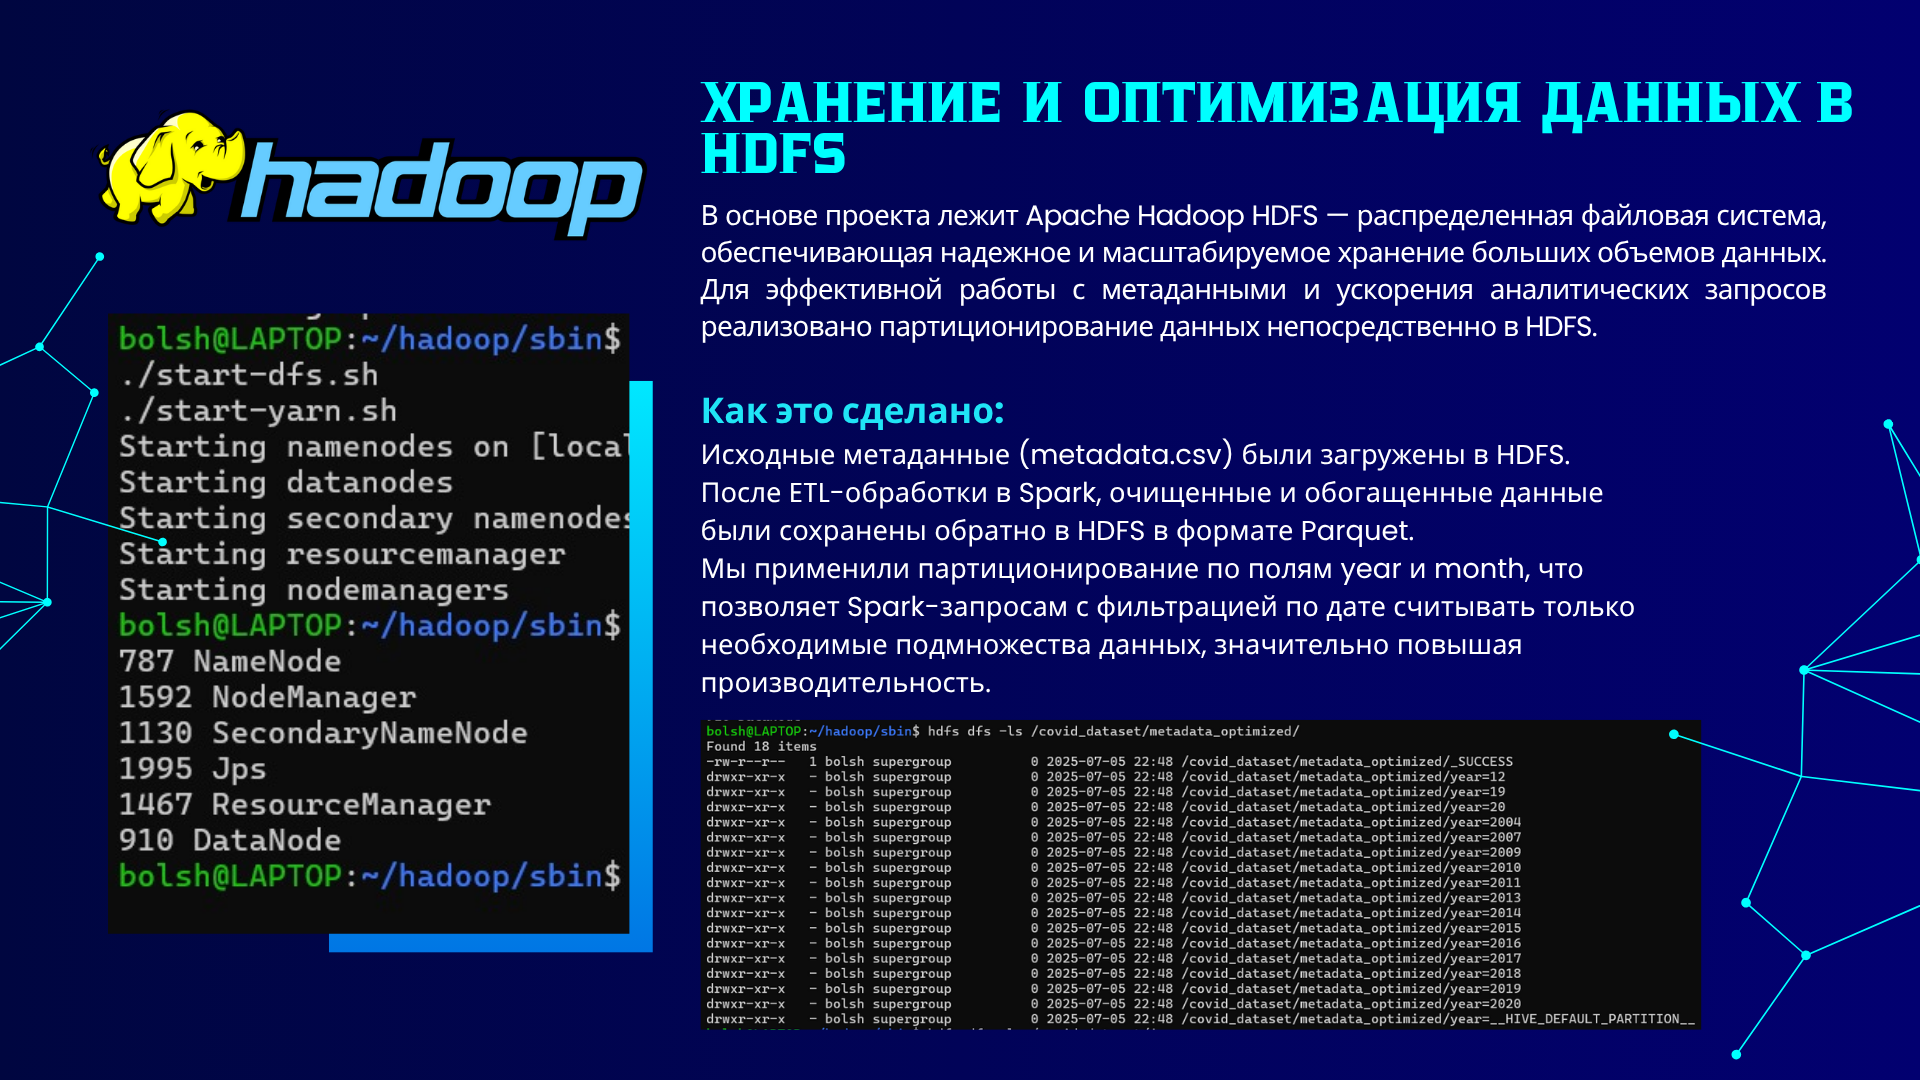 hadoop
bolsh@LAPTOP:~/hadoop/sbin$
./start-dfs.sh
./start-yarn.sh
Starting namenodes on [local
Starting datanodes
Starting secondary namenodes
Starting resourcemanager
Starting nodemanagers
bolsh@LAPTOP:~/hadoop/sbin$
787 NameNode
1592 NodeManager
1130 SecondaryNameNode
1995 Jps
1467 ResourceManager
910 DataNode
bolsh@LAPTOP:~/hadoop/sbin$
ХРАНЕНИЕ И ОПТИМИЗАЦИЯ ДАННЫХ В
HDFS
В основе проекта лежит Apache Hadoop HDFS — распределенная файловая система,
обеспечивающая надежное и масштабируемое хранение больших объемов данных.
Для эффективной работы с метаданными и ускорения аналитических запросов
реализовано партиционирование данных непосредственно в HDFS.
Как это сделано:
Исходные метаданные (metadata.csv) были загружены в HDFS.
После ETL-обработки в Spark, очищенные и обогащенные данные
были сохранены обратно в HDFS в формате Parquet.
Мы применили партиционирование по полям year и month, что
позволяет Spark-запросам с фильтрацией по дате считывать только
необходимые подмножества данных, значительно повышая
производительность.
bolsh@LAPTOP:~/hadoop/sbin$ hdfs dfs -ls /covid_dataset/metadata_optimized/
Found 18 items
-rw-r--r--   1 bolsh supergroup          0 2025-07-05 22:48 /covid_dataset/metadata_optimized/_SUCCESS
drwxr-xr-x   - bolsh supergroup          0 2025-07-05 22:48 /covid_dataset/metadata_optimized/year=12
drwxr-xr-x   - bolsh supergroup          0 2025-07-05 22:48 /covid_dataset/metadata_optimized/year=19
drwxr-xr-x   - bolsh supergroup          0 2025-07-05 22:48 /covid_dataset/metadata_optimized/year=20
drwxr-xr-x   - bolsh supergroup          0 2025-07-05 22:48 /covid_dataset/metadata_optimized/year=2004
drwxr-xr-x   - bolsh supergroup          0 2025-07-05 22:48 /covid_dataset/metadata_optimized/year=2007
drwxr-xr-x   - bolsh supergroup          0 2025-07-05 22:48 /covid_dataset/metadata_optimized/year=2009
drwxr-xr-x   - bolsh supergroup          0 2025-07-05 22:48 /covid_dataset/metadata_optimized/year=2010
drwxr-xr-x   - bolsh supergroup          0 2025-07-05 22:48 /covid_dataset/metadata_optimized/year=2011
drwxr-xr-x   - bolsh supergroup          0 2025-07-05 22:48 /covid_dataset/metadata_optimized/year=2013
drwxr-xr-x   - bolsh supergroup          0 2025-07-05 22:48 /covid_dataset/metadata_optimized/year=2014
drwxr-xr-x   - bolsh supergroup          0 2025-07-05 22:48 /covid_dataset/metadata_optimized/year=2015
drwxr-xr-x   - bolsh supergroup          0 2025-07-05 22:48 /covid_dataset/metadata_optimized/year=2016
drwxr-xr-x   - bolsh supergroup          0 2025-07-05 22:48 /covid_dataset/metadata_optimized/year=2017
drwxr-xr-x   - bolsh supergroup          0 2025-07-05 22:48 /covid_dataset/metadata_optimized/year=2018
drwxr-xr-x   - bolsh supergroup          0 2025-07-05 22:48 /covid_dataset/metadata_optimized/year=2019
drwxr-xr-x   - bolsh supergroup          0 2025-07-05 22:48 /covid_dataset/metadata_optimized/year=2020
drwxr-xr-x   - bolsh supergroup          0 2025-07-05 22:48 /covid_dataset/metadata_optimized/year=__HIVE_DEFAULT_PARTITION__